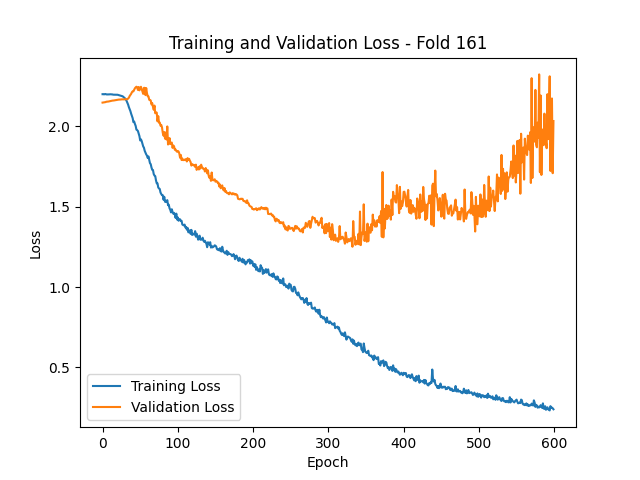 Training and Validation Loss - Fold 161
Loss
2.0
1.5
1.0
0.5
Training Loss
Validation Loss
0
100
200
300
400
500
600
Epoch